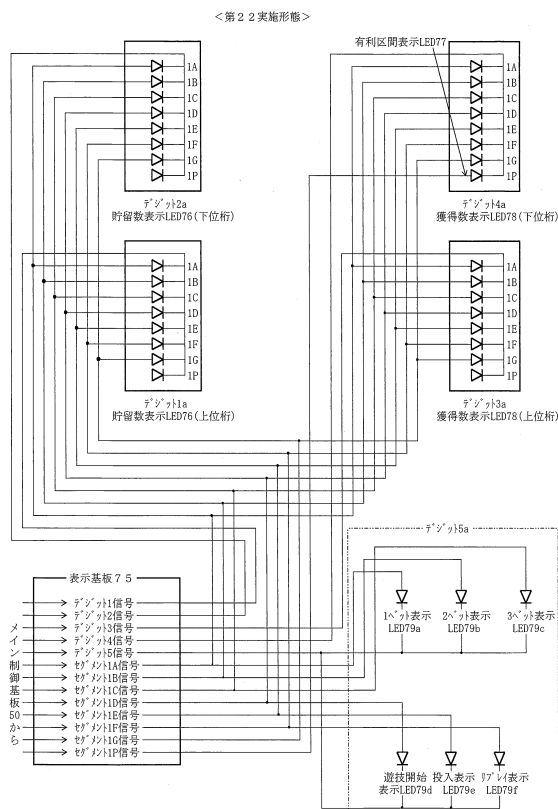 ＜第２２実施形態＞
有利区間表示LED77
1A
1B
1C
1D
1E
1F
1G
1P
ﾃﾞｼﾞｯﾄ2a
貯留数表示LED76(下位桁)
1A
1B
1C
1D
1E
1F
1G
1P
ﾃﾞｼﾞｯﾄ4a
獲得数表示LED78(下位桁)
1A
1B
1C
1D
1E
1F
1G
1P
ﾃﾞｼﾞｯﾄ1a
貯留数表示LED76(上位桁)
1A
1B
1C
1D
1E
1F
1G
1P
ﾃﾞｼﾞｯﾄ3a
獲得数表示LED78(上位桁)
メイン制御基板50から
表示基板７５
ﾃﾞｼﾞｯﾄ1信号
ﾃﾞｼﾞｯﾄ2信号
ﾃﾞｼﾞｯﾄ3信号
ﾃﾞｼﾞｯﾄ4信号
ﾃﾞｼﾞｯﾄ5信号
ｾｸﾞﾒﾝﾄ1A信号
ｾｸﾞﾒﾝﾄ1B信号
ｾｸﾞﾒﾝﾄ1C信号
ｾｸﾞﾒﾝﾄ1D信号
ｾｸﾞﾒﾝﾄ1E信号
ｾｸﾞﾒﾝﾄ1F信号
ｾｸﾞﾒﾝﾄ1G信号
ｾｸﾞﾒﾝﾄ1P信号
ﾃﾞｼﾞｯﾄ5a
1ﾍﾞｯﾄ表示
LED79a
2ﾍﾞｯﾄ表示
LED79b
3ﾍﾞｯﾄ表示
LED79c
遊技開始
表示LED79d
投入表示
LED79e
ﾘﾌﾟﾚｲ表示
LED79f